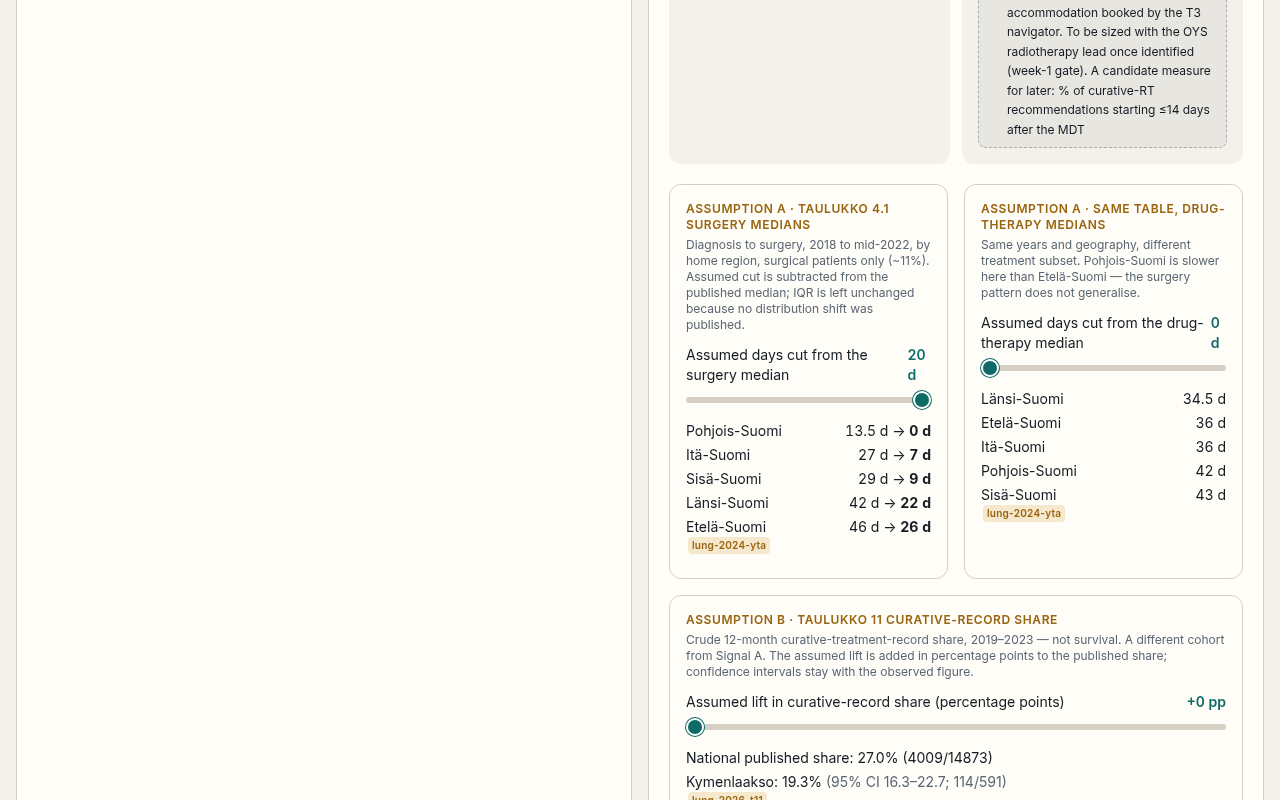 accommodation booked by the T3
navigator. To be sized with the OYS
radiotherapy lead once identified
(week-1 gate). A candidate measure
for later: % of curative-RT
recommendations starting ≤14 days
after the MDT
ASSUMPTION A · TAULUKKO 4.1
SURGERY MEDIANS
Diagnosis to surgery, 2018 to mid-2022, by
home region, surgical patients only (~11%).
Assumed cut is subtracted from the
published median; IQR is left unchanged
because no distribution shift was
published.
Assumed days cut from the
surgery median
20
d
Pohjois-Suomi 13.5 d → 0 d
Itä-Suomi 27 d → 7 d
Sisä-Suomi 29 d → 9 d
Länsi-Suomi 42 d → 22 d
Etelä-Suomi 46 d → 26 d
lung-2024-yta
ASSUMPTION A · SAME TABLE, DRUG-
THERAPY MEDIANS
Same years and geography, different
treatment subset. Pohjois-Suomi is slower
here than Etelä-Suomi — the surgery
pattern does not generalise.
Assumed days cut from the drug-
therapy median
0
d
Länsi-Suomi 34.5 d
Etelä-Suomi 36 d
Itä-Suomi 36 d
Pohjois-Suomi 42 d
Sisä-Suomi 43 d
lung-2024-yta
ASSUMPTION B · TAULUKKO 11 CURATIVE-RECORD SHARE
Crude 12-month curative-treatment-record share, 2019–2023 — not survival. A different cohort
from Signal A. The assumed lift is added in percentage points to the published share;
confidence intervals stay with the observed figure.
Assumed lift in curative-record share (percentage points) +0 pp
National published share: 27.0% (4009/14873)
Kymenlaakso: 19.3% (95% CI 16.3–22.7; 114/591)
lung-2026-t11